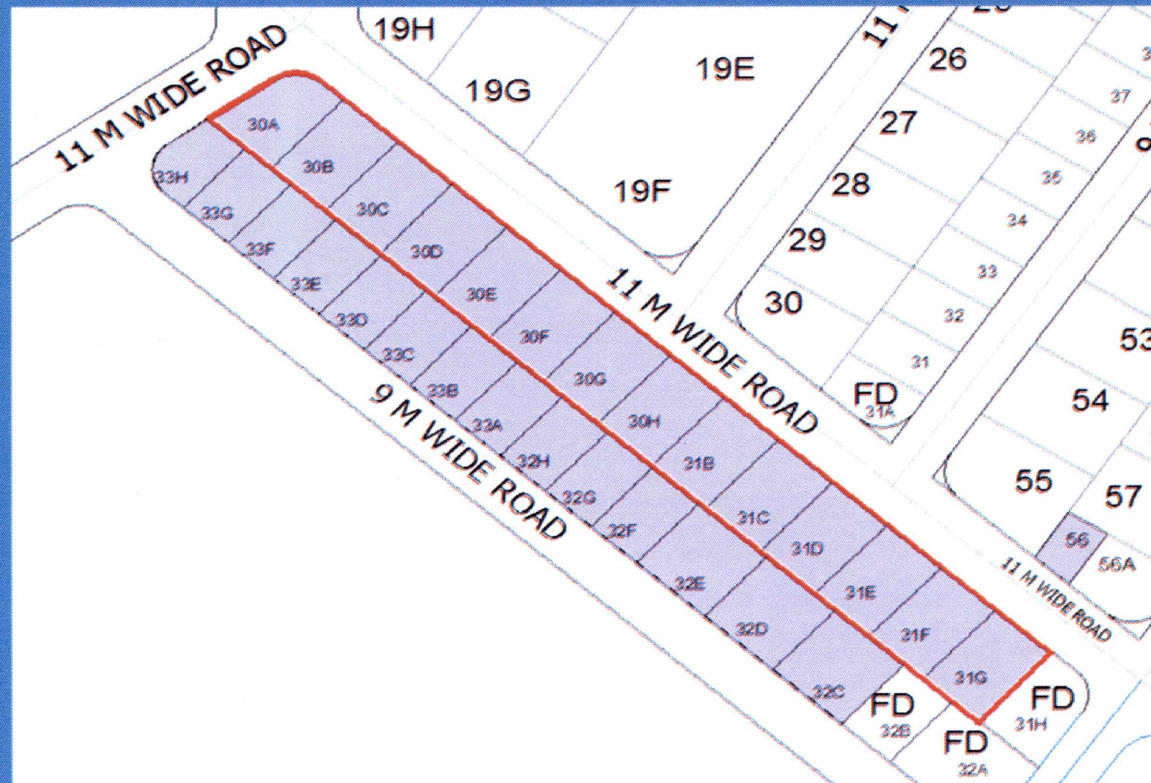 11 M WIDE ROAD
19H
19G
19E
19F
11
26
27
28
29
30
37
36
35
34
33
32
31
FD
31A
53
54
55
57
56
56A
11 M WIDE ROAD
11 M WIDE ROAD
30A
30B
30C
30D
30E
30F
30G
30H
31B
31C
31D
31E
31F
31G
FD
31H
33H
33G
33F
33E
33D
33C
33B
33A
32H
32G
32F
32E
32D
32C
FD
32B
FD
32A
9 M WIDE ROAD